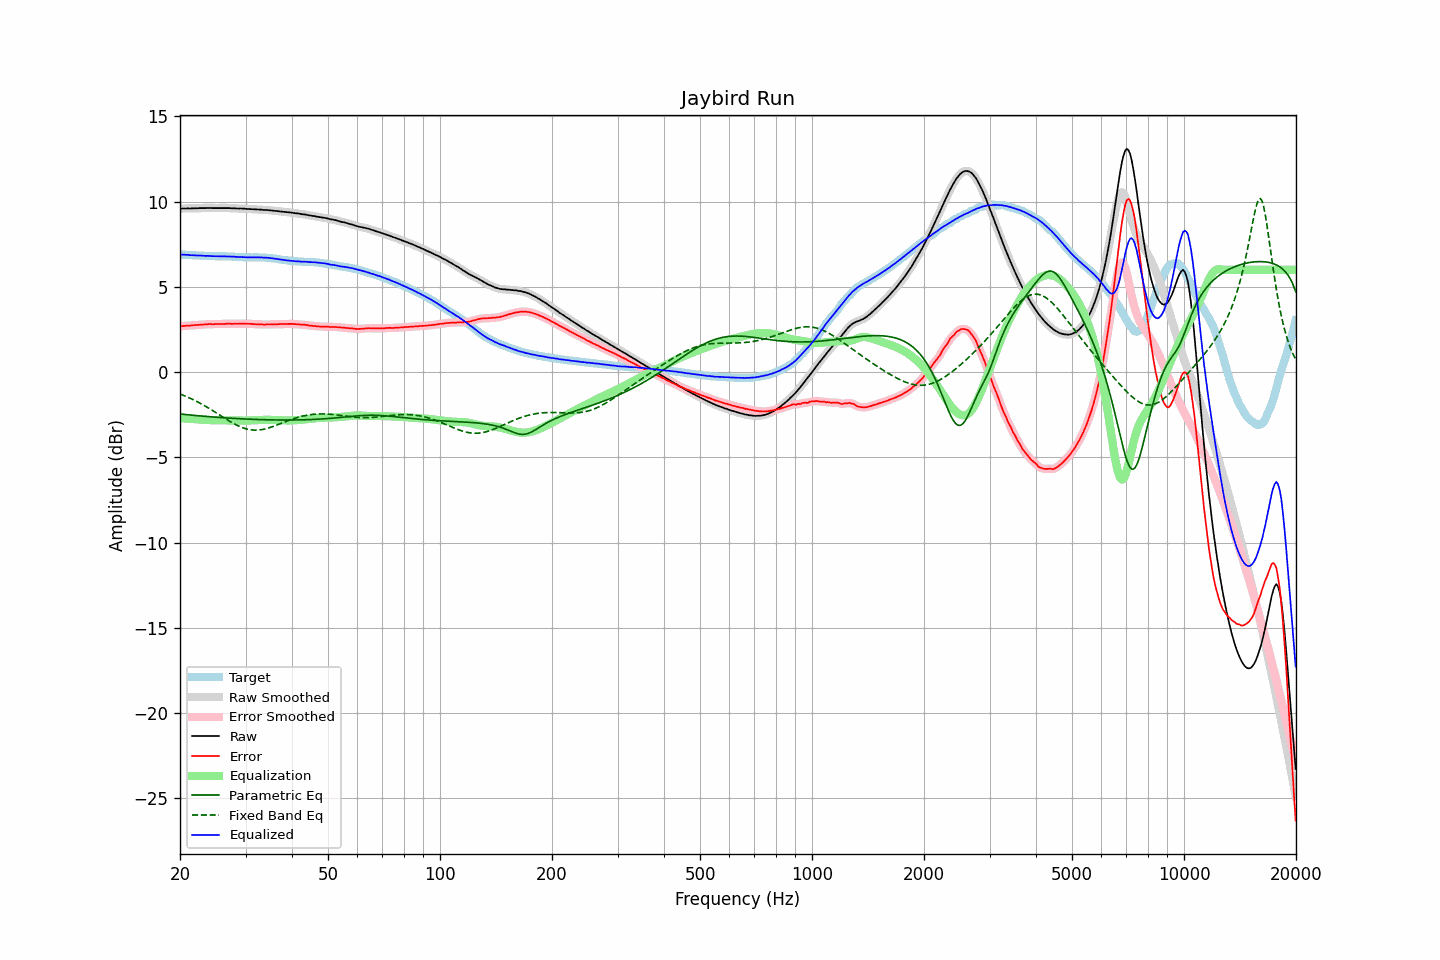 Jaybird Run
15
10
5
0
−5
−10
−15
−20
−25
Amplitude (dBr)
Target
Raw Smoothed
Error Smoothed
Raw
Error
Equalization
Parametric Eq
Fixed Band Eq
Equalized
20 50 100 200 500 1000 2000 5000 10000 20000
Frequency (Hz)